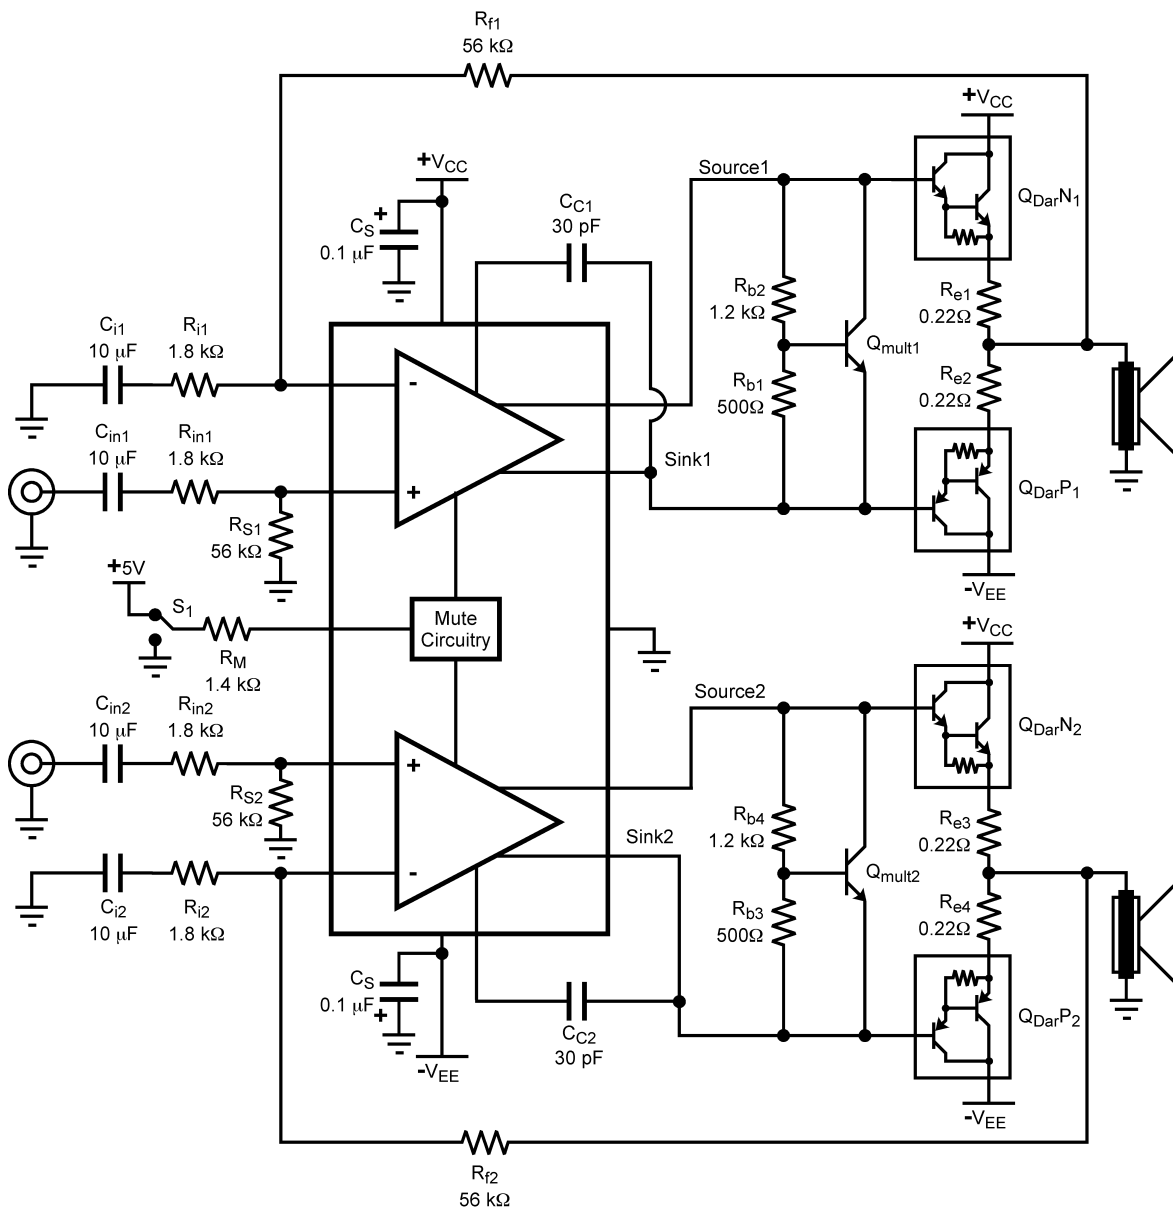 Rf1
56 kΩ
+VCC
+VCC
Source1
CC1
30 pF
QDarN1
CS
+
0.1 µF
Rb2
1.2 kΩ
Re1
0.22Ω
Ci1
10 µF
Ri1
1.8 kΩ
Qmult1
-
Rb1
500Ω
Re2
0.22Ω
Cin1
10 µF
Rin1
1.8 kΩ
Sink1
+
QDarP1
RS1
56 kΩ
+5V
S1
-VEE
Mute
Circuitry
+VCC
RM
1.4 kΩ
Source2
Cin2
10 µF
Rin2
1.8 kΩ
QDarN2
+
RS2
56 kΩ
Rb4
1.2 kΩ
Re3
0.22Ω
Sink2
Qmult2
-
Ci2
10 µF
Ri2
1.8 kΩ
Rb3
500Ω
Re4
0.22Ω
CS
0.1 µF
+
QDarP2
CC2
30 pF
-VEE
-VEE
Rf2
56 kΩ